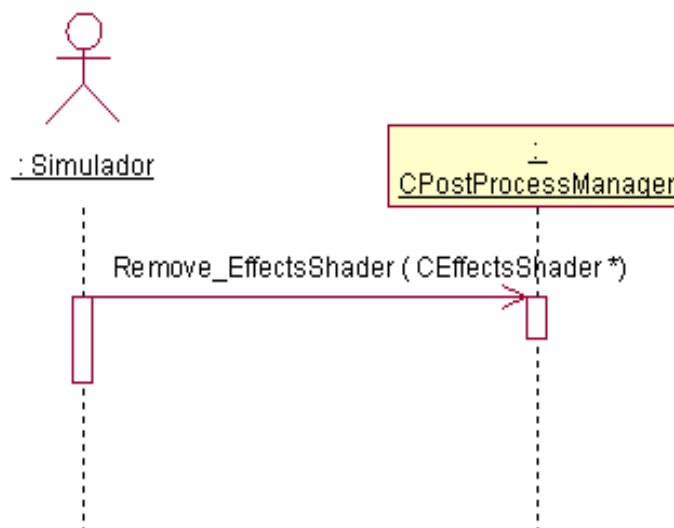 : Simulador
:
CPostProcessManager
Remove_EffectsShader ( CEffectsShader *)